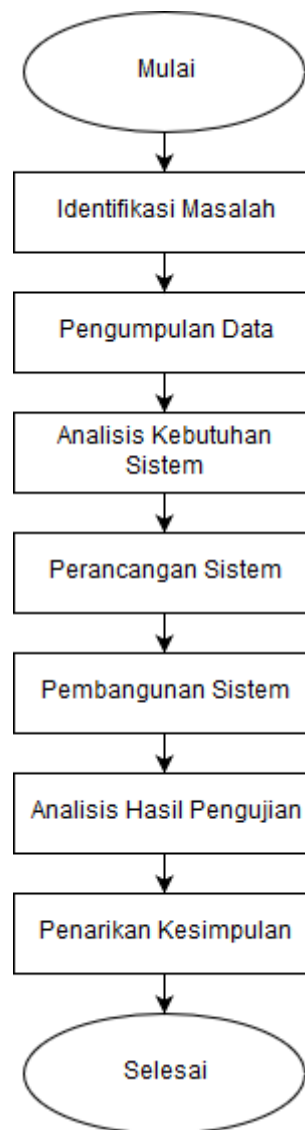 Mulai
Identifikasi Masalah
Pengumpulan Data
Analisis Kebutuhan
Sistem
Perancangan Sistem
Pembangunan Sistem
Analisis Hasil Pengujian
Penarikan Kesimpulan
Selesai